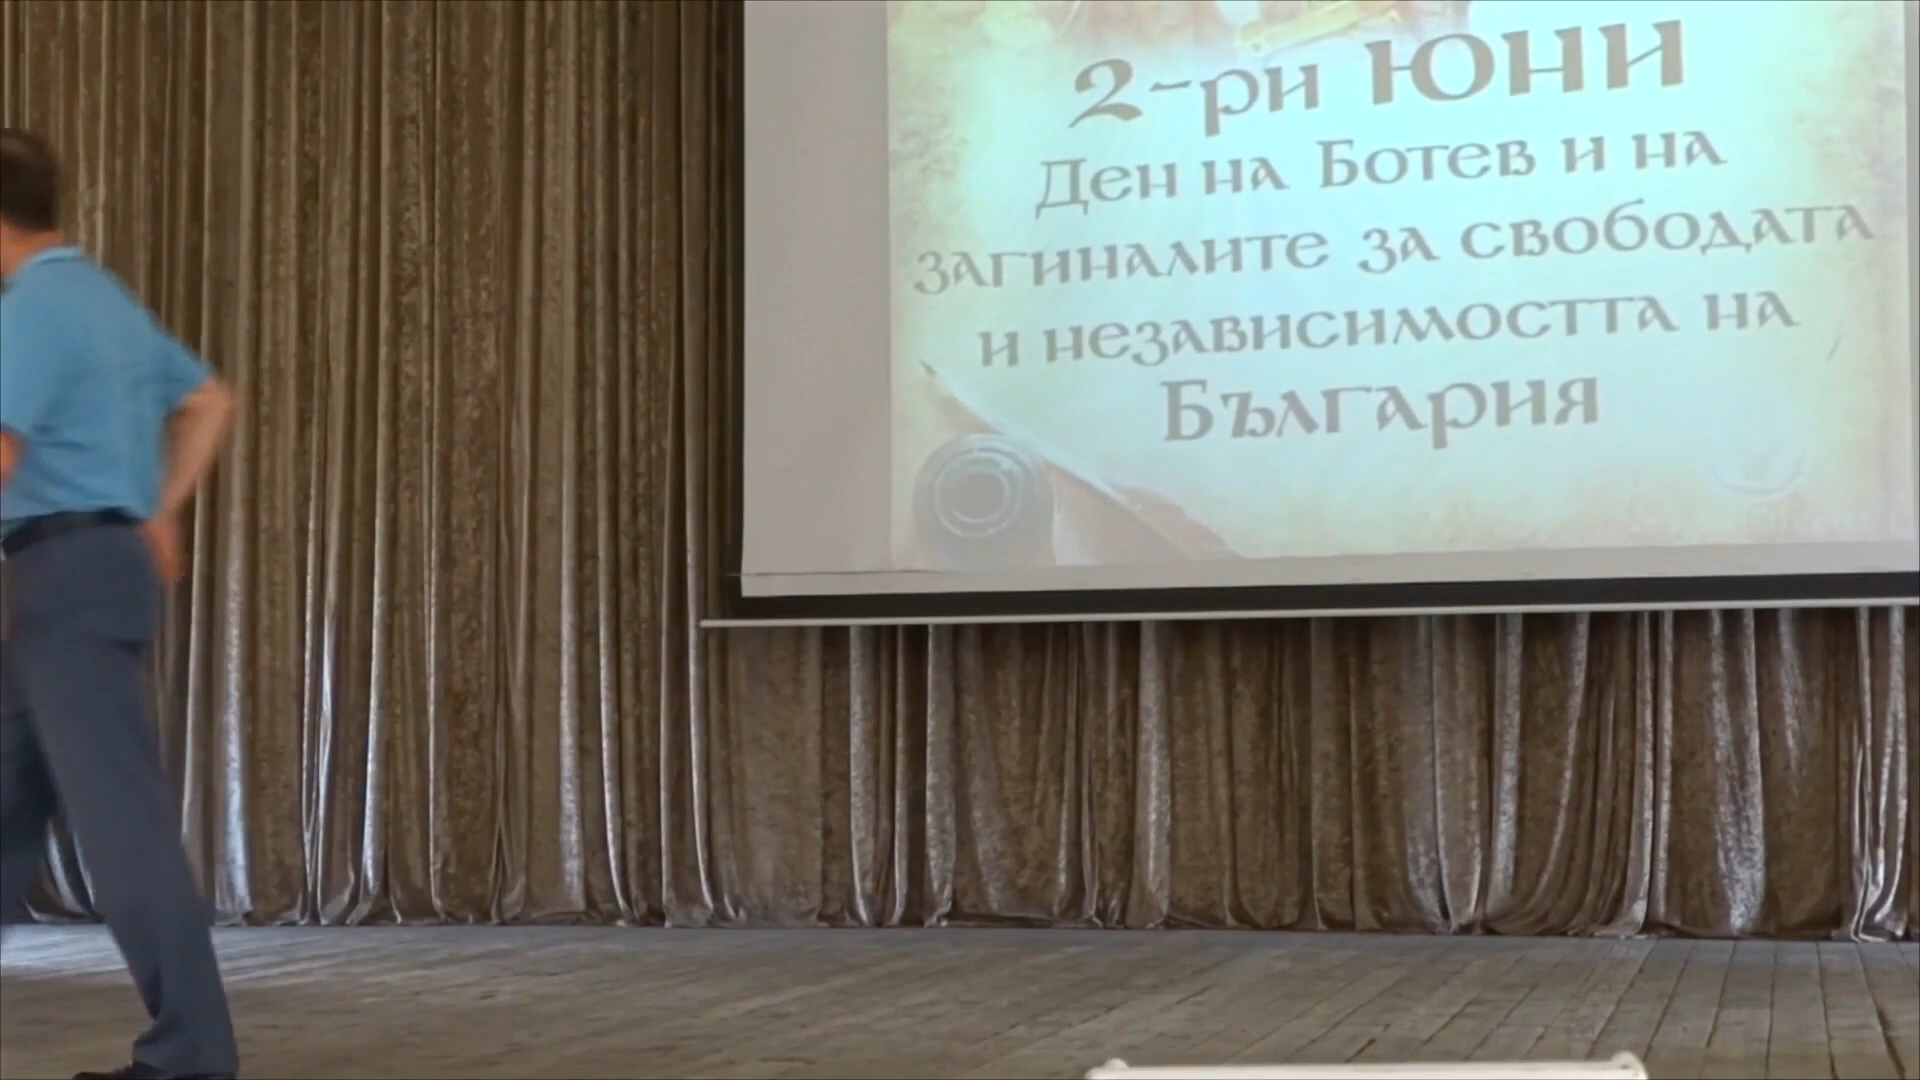 2-ри ЮНИ
Ден на Ботев и на
загиналите за свободата
и независимостта на
България